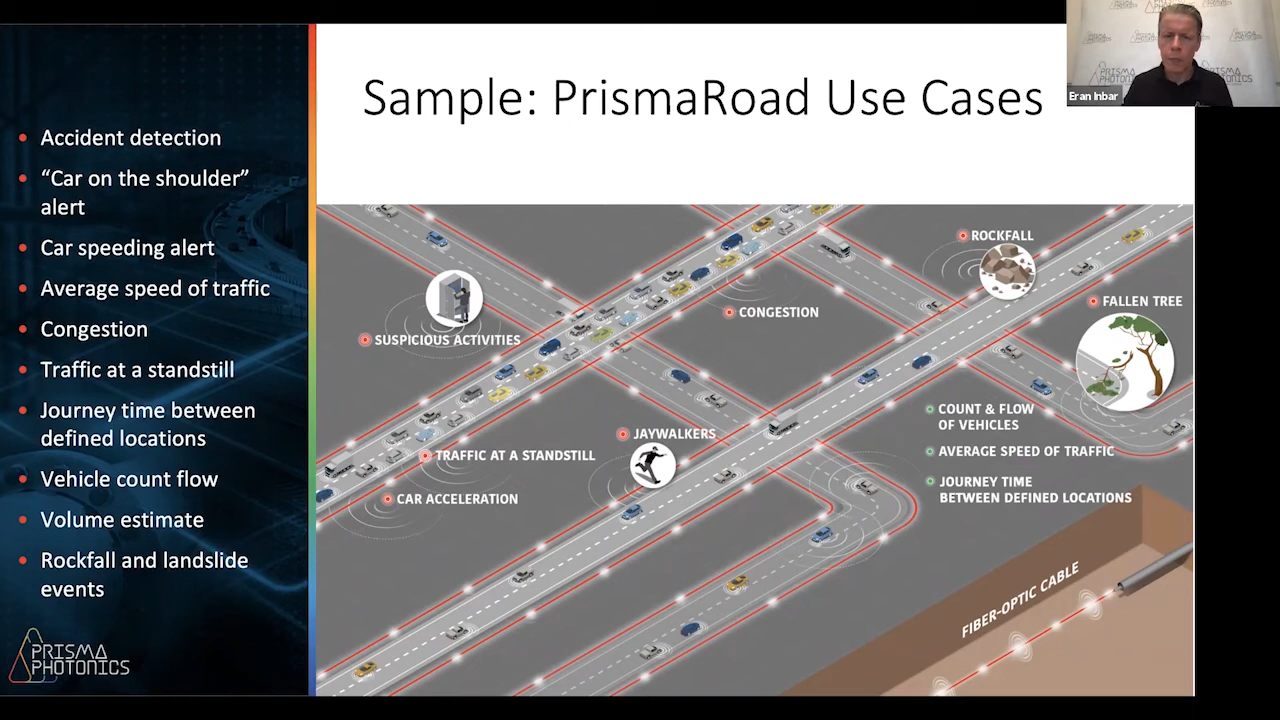 Sample: PrismaRoad Use Cases
Eran Inbar
PRISMA
PHOTONICS
• Accident detection
• “Car on the shoulder”
alert
• Car speeding alert
• Average speed of traffic
• Congestion
• Traffic at a standstill
• Journey time between
defined locations
• Vehicle count flow
• Volume estimate
• Rockfall and landslide
events
PRISMA
PHOTONICS
ROCKFALL
FALLEN TREE
CONGESTION
SUSPICIOUS ACTIVITIES
JAYWALKERS
TRAFFIC AT A STANDSTILL
CAR ACCELERATION
COUNT & FLOW
OF VEHICLES
AVERAGE SPEED OF TRAFFIC
JOURNEY TIME
BETWEEN DEFINED LOCATIONS
FIBER-OPTIC CABLE